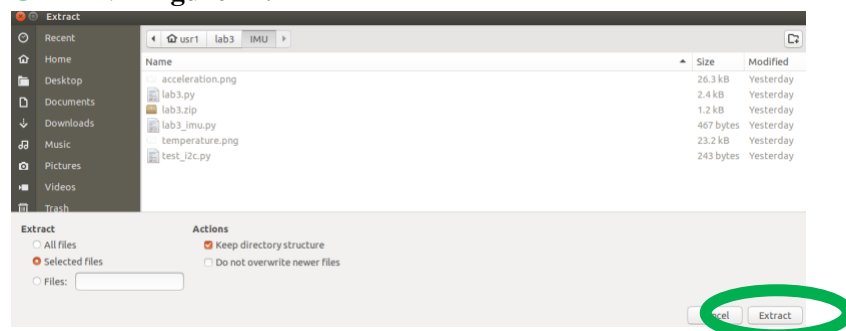 Extract
Recent
usr1 lab3 IMU
Home
Name Size Modified
Desktop
acceleration.png 26.3 kB Yesterday
lab3.py 2.4 kB Yesterday
Documents
lab3.zip 1.2 kB Yesterday
Downloads
lab3_imu.py 467 bytes Yesterday
Music
temperature.png 23.2 kB Yesterday
test_i2c.py 243 bytes Yesterday
Pictures
Videos
Trash
Extract Actions
All files Keep directory structure
Selected files Do not overwrite newer files
Files:
Extract